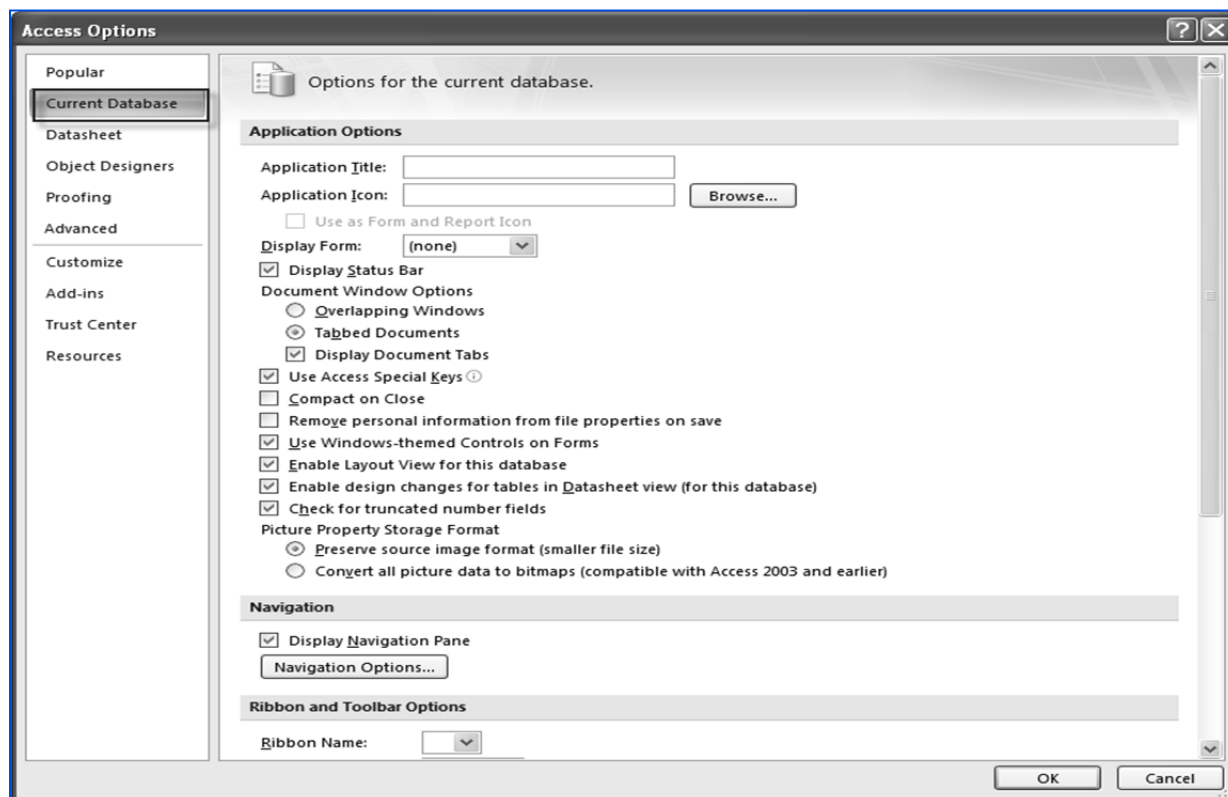 Access Options
Popular
Current Database
Datasheet
Object Designers
Proofing
Advanced
Customize
Add-ins
Trust Center
Resources
Options for the current database.
Application Options
Application Title:
Application Icon:
Browse...
Use as Form and Report Icon
Display Form:
(none)
Display Status Bar
Document Window Options
Overlapping Windows
Tabbed Documents
Display Document Tabs
Use Access Special Keys
Compact on Close
Remove personal information from file properties on save
Use Windows-themed Controls on Forms
Enable Layout View for this database
Enable design changes for tables in Datasheet view (for this database)
Check for truncated number fields
Picture Property Storage Format
Preserve source image format (smaller file size)
Convert all picture data to bitmaps (compatible with Access 2003 and earlier)
Navigation
Display Navigation Pane
Navigation Options...
Ribbon and Toolbar Options
Ribbon Name:
OK
Cancel